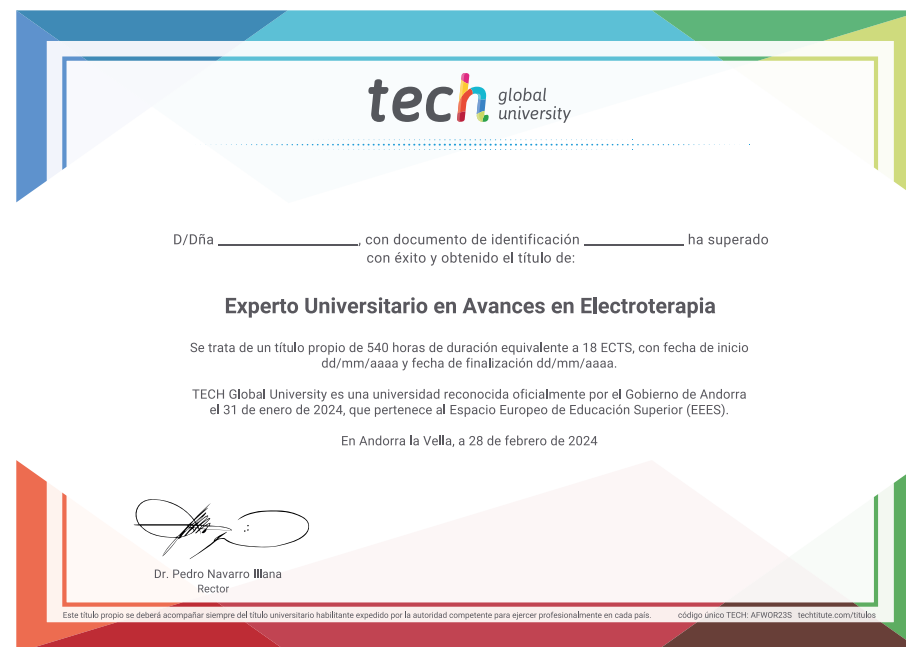 tech global university
D/Dña ____________________, con documento de identificación ______________ ha superado
con éxito y obtenido el título de:
Experto Universitario en Avances en Electroterapia
Se trata de un título propio de 540 horas de duración equivalente a 18 ECTS, con fecha de inicio
dd/mm/aaaa y fecha de finalización dd/mm/aaaa.
TECH Global University es una universidad reconocida oficialmente por el Gobierno de Andorra
el 31 de enero de 2024, que pertenece al Espacio Europeo de Educación Superior (EEES).
En Andorra la Vella, a 28 de febrero de 2024
Dr. Pedro Navarro Illana
Rector
Este título propio se deberá acompañar siempre del título universitario habilitante expedido por la autoridad competente para ejercer profesionalmente en cada país. código único TECH: AFWOR23S techtitute.com/titulos